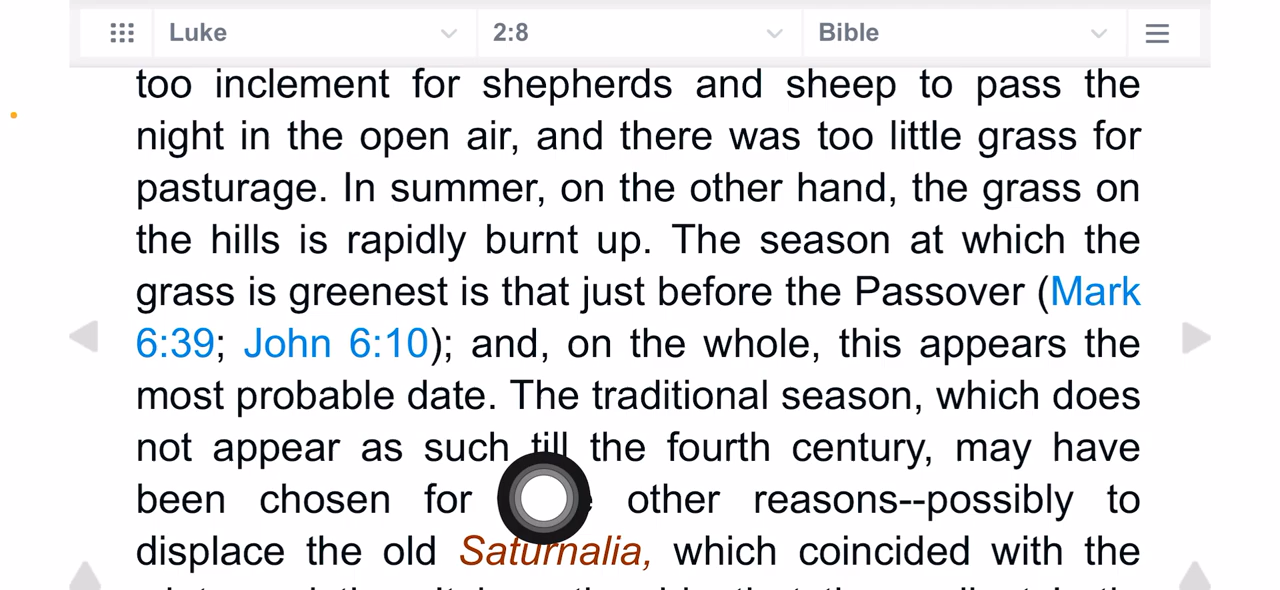 Luke 2:8 Bible
too inclement for shepherds and sheep to pass the
night in the open air, and there was too little grass for
pasturage. In summer, on the other hand, the grass on
the hills is rapidly burnt up. The season at which the
grass is greenest is that just before the Passover (Mark
6:39; John 6:10); and, on the whole, this appears the
most probable date. The traditional season, which does
not appear as such till the fourth century, may have
been chosen for other reasons--possibly to
displace the old Saturnalia, which coincided with the